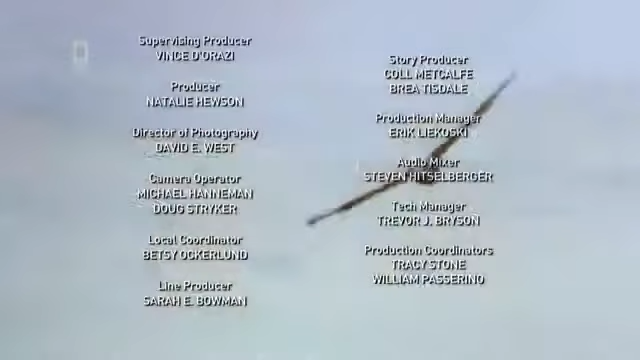 Supervising Producer
VINCE D'ORAZI
Producer
NATALIE HEWSON
Director of Photography
DAVID E. WEST
Camera Operator
MICHAEL HANNEMAN
DOUG STRYKER
Local Coordinator
BETSY OCKERLUND
Line Producer
SARAH E. BOWMAN
Story Producer
COLL METCALFE
BREA TISDALE
Production Manager
ERIK LIEKOSKI
Audio Mixer
STEVEN HITSELBERGER
Tech Manager
TREVOR J. BRYSON
Production Coordinators
TRACY STONE
WILLIAM PASSERINO